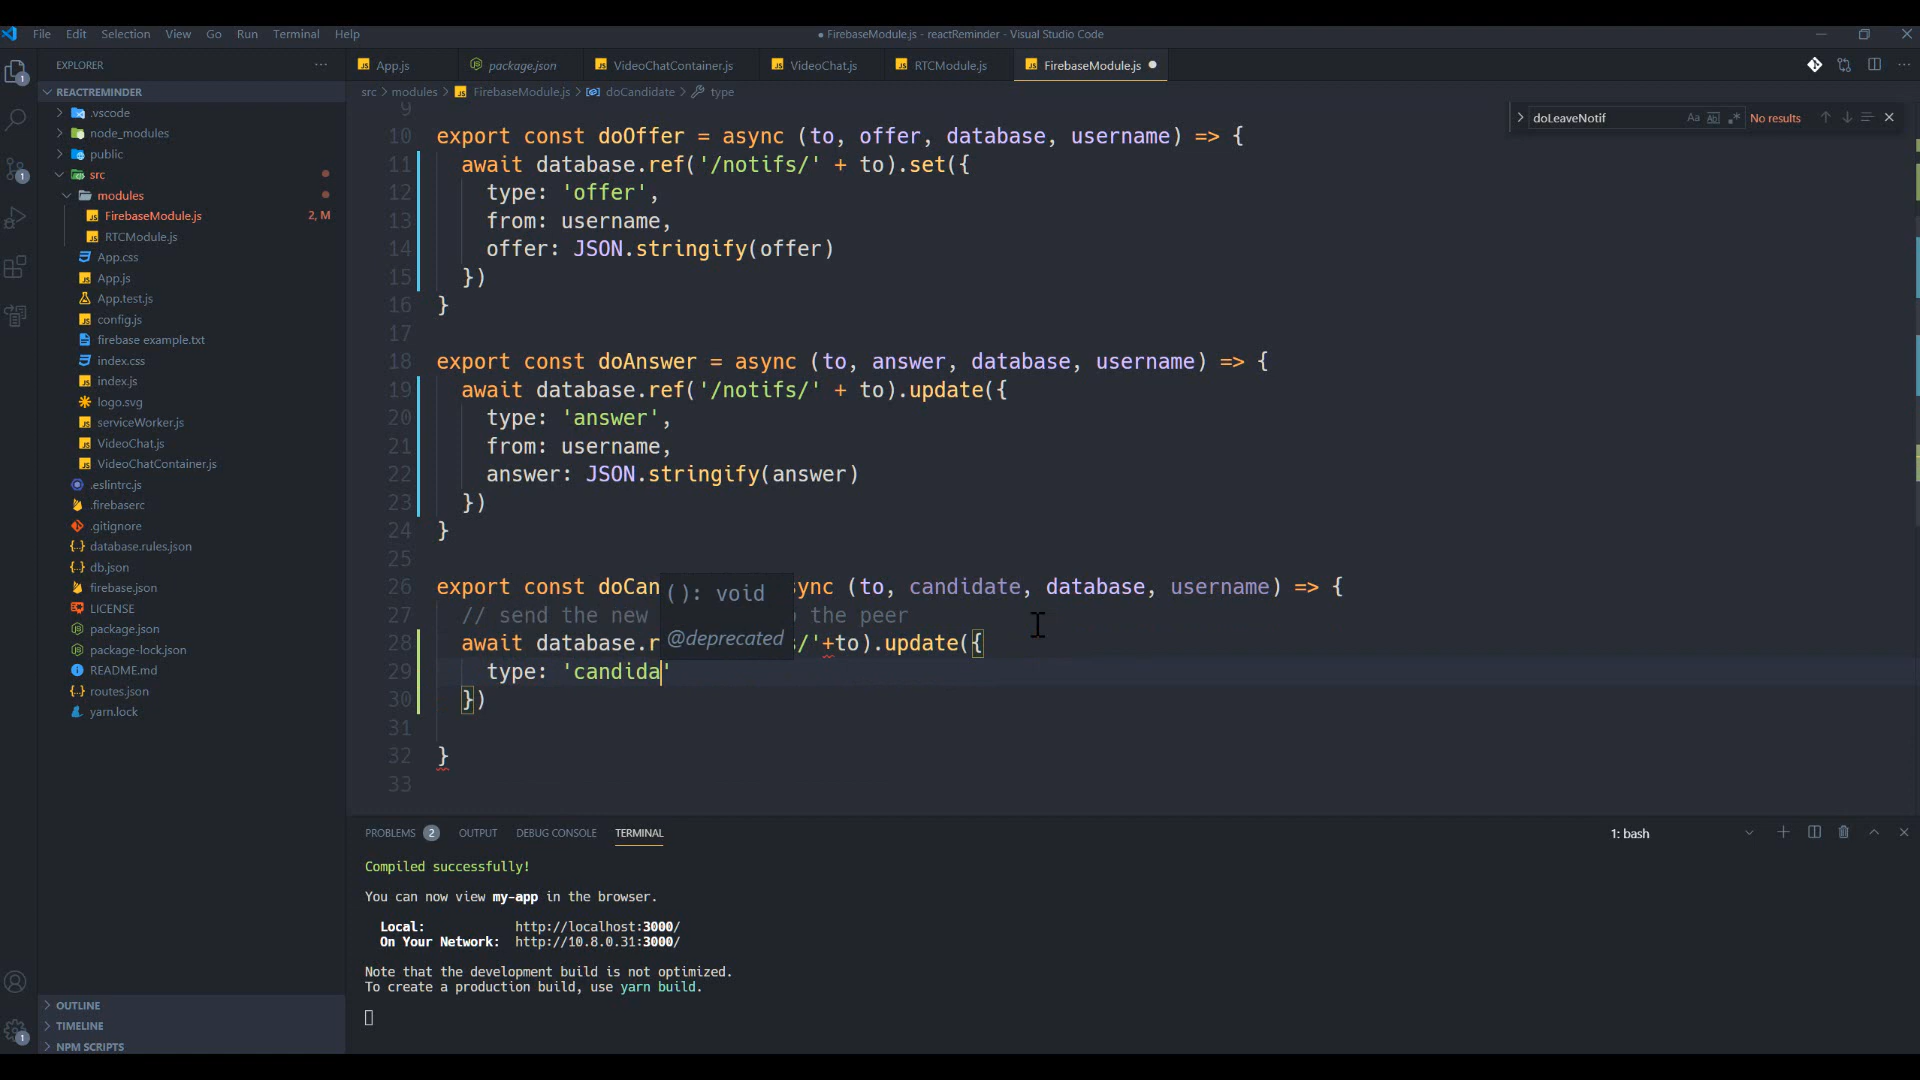 File Edit Selection View Go Run Terminal Help
● FirebaseModule.js - reactReminder - Visual Studio Code
EXPLORER
App.js
package.json
VideoChatContainer.js
VideoChat.js
RTCModule.js
FirebaseModule.js
src > modules > FirebaseModule.js > doCandidate > type
REACTREMINDER
.vscode
node_modules
public
src
modules
FirebaseModule.js 2, M
RTCModule.js
App.css
App.js
App.test.js
config.js
firebase example.txt
index.css
index.js
logo.svg
serviceWorker.js
VideoChat.js
VideoChatContainer.js
.eslintrc.js
.firebaserc
.gitignore
database.rules.json
db.json
firebase.json
LICENSE
package.json
package-lock.json
README.md
routes.json
yarn.lock
OUTLINE
TIMELINE
NPM SCRIPTS
doLeaveNotif Aa Abl .* No results
9
10 export const doOffer = async (to, offer, database, username) => {
11 await database.ref('/notifs/' + to).set({
12 type: 'offer',
13 from: username,
14 offer: JSON.stringify(offer)
15 })
16 }
17
18 export const doAnswer = async (to, answer, database, username) => {
19 await database.ref('/notifs/' + to).update({
20 type: 'answer',
21 from: username,
22 answer: JSON.stringify(answer)
23 })
24 }
25
26 export const doCan sync (to, candidate, database, username) => {
27 // send the new the peer
28 await database.r /'+to).update({
29 type: 'candida'
30 })
31
32 }
33
(): void
@deprecated
PROBLEMS 2 OUTPUT DEBUG CONSOLE TERMINAL
1: bash
Compiled successfully!
You can now view my-app in the browser.
Local: http://localhost:3000/
On Your Network: http://10.8.0.31:3000/
Note that the development build is not optimized.
To create a production build, use yarn build.